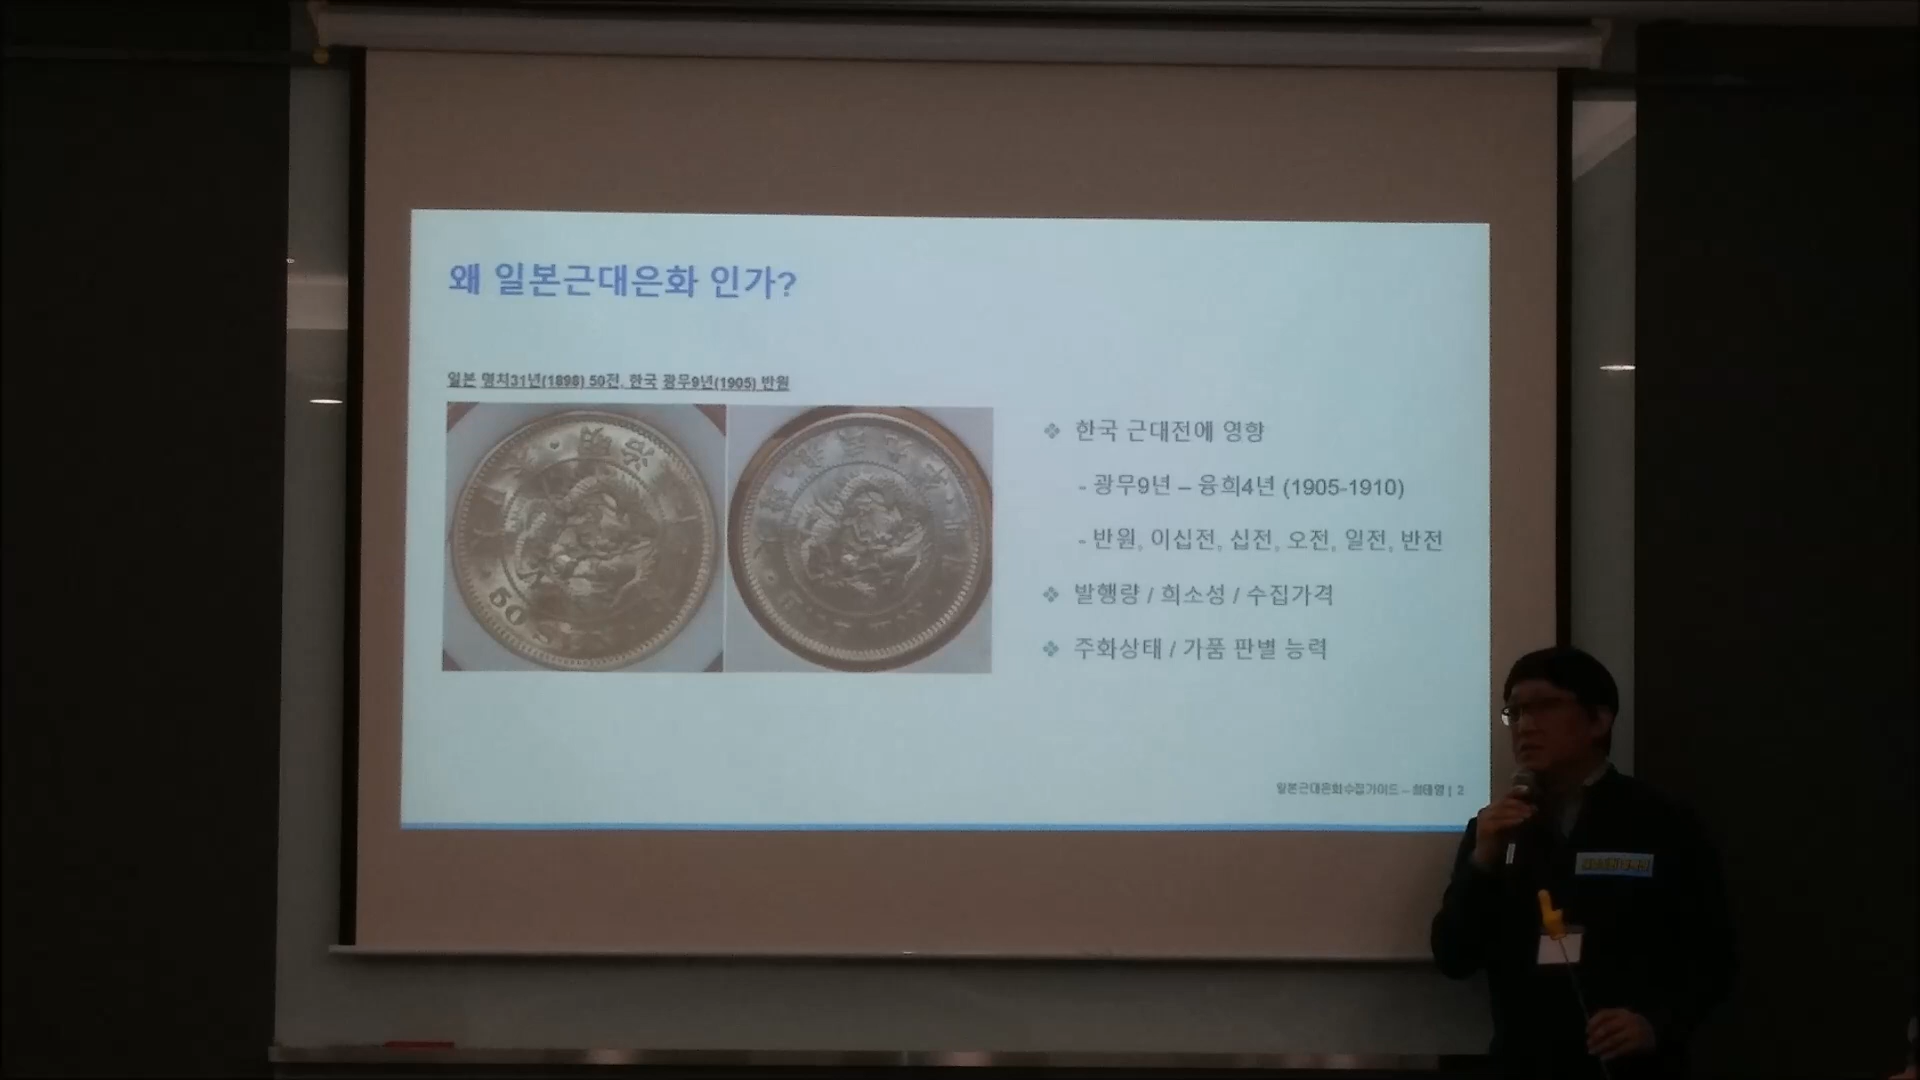 왜 일본근대은화 인가?
일본 명치31년(1898) 50전, 한국 광무9년(1905) 반원
❖ 한국 근대전에 영향
- 광무9년 – 융희4년 (1905-1910)
- 반원, 이십전, 십전, 오전, 일전, 반전
❖ 발행량 / 희소성 / 수집가격
❖ 주화상태 / 가품 판별 능력
50 S
일본근대은화수집가이드 – 최태영 | 2